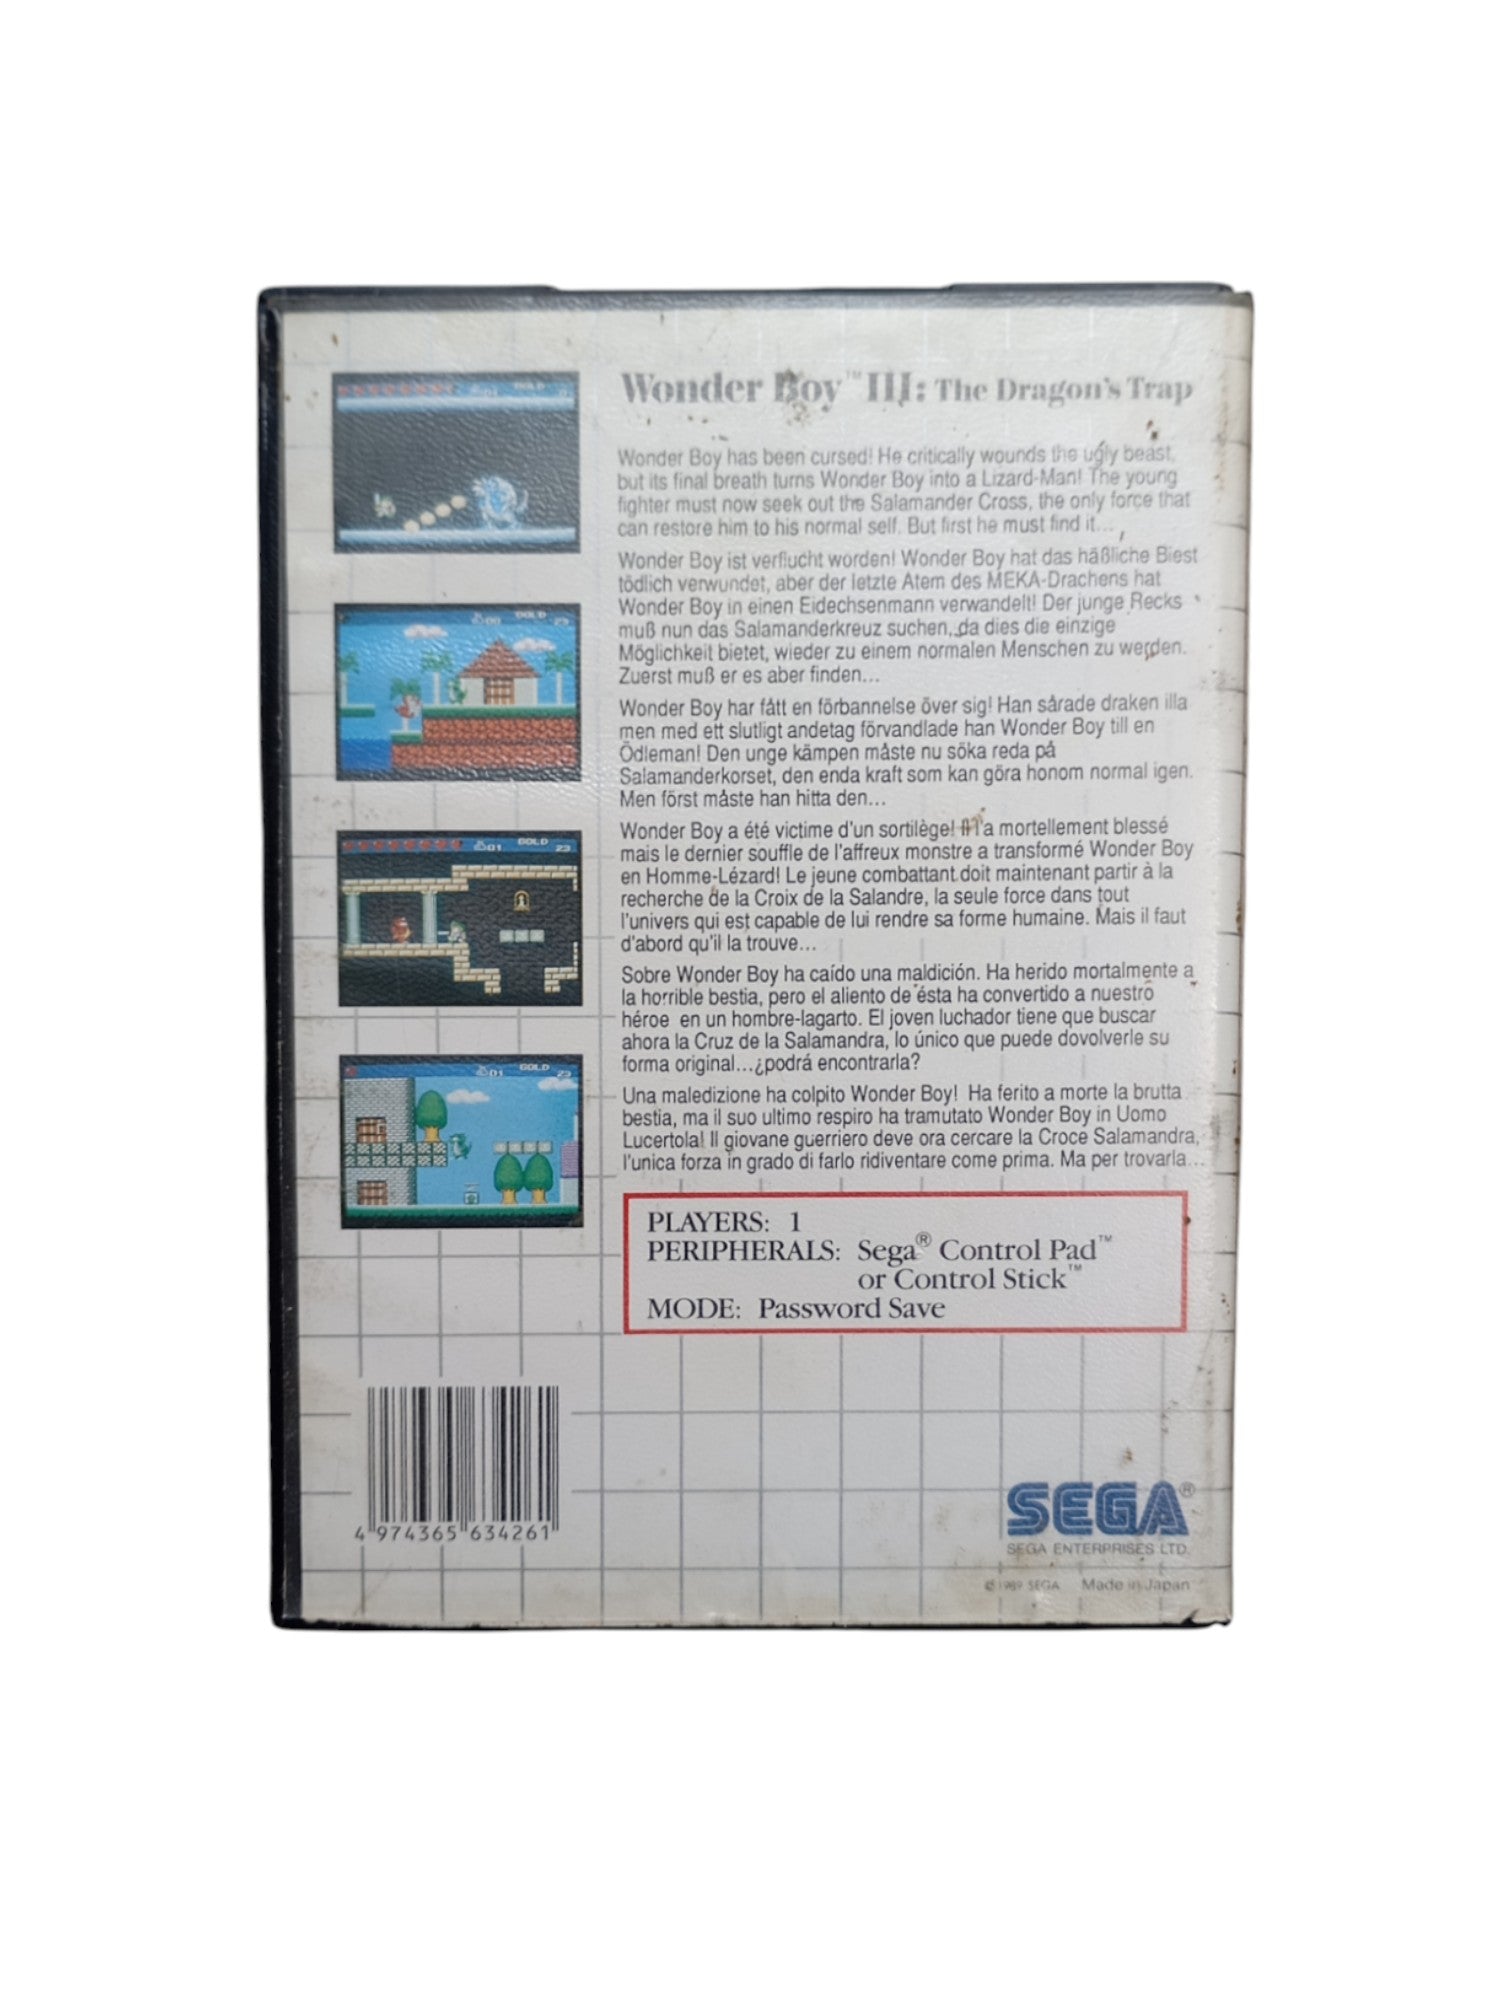 Wonder Boy™ III: The Dragon's Trap
Wonder Boy has been cursed! He critically wounds the ugly beast,
but its final breath turns Wonder Boy into a Lizard-Man! The young
fighter must now seek out the Salamander Cross, the only force that
can restore him to his normal self. But first he must find it...
Wonder Boy ist verflucht worden! Wonder Boy hat das häßliche Biest
tödlich verwundet, aber der letzte Atem des MEKA-Drachens hat
Wonder Boy in einen Eidechsenmann verwandelt! Der junge Recks
muß nun das Salamanderkreuz suchen, da dies die einzige
Möglichkeit bietet, wieder zu einem normalen Menschen zu werden.
Zuerst muß er es aber finden...
Wonder Boy har fått en förbannelse över sig! Han sårade draken illa
men med ett slutligt andetag förvandlade han Wonder Boy till en
Ödleman! Den unge kämpen måste nu söka reda på
Salamanderkorset, den enda kraft som kan göra honom normal igen.
Men först måste han hitta den...
Wonder Boy a été victime d'un sortilège! Il l'a mortellement blessé
mais le dernier souffle de l'affreux monstre a transformé Wonder Boy
en Homme-Lézard! Le jeune combattant doit maintenant partir à la
recherche de la Croix de la Salandre, la seule force dans tout
l'univers qui est capable de lui rendre sa forme humaine. Mais il faut
d'abord qu'il la trouve...
Sobre Wonder Boy ha caído una maldición. Ha herido mortalmente a
la horrible bestia, pero el aliento de ésta ha convertido a nuestro
héroe en un hombre-lagarto. El joven luchador tiene que buscar
ahora la Cruz de la Salamandra, lo único que puede dovolverle su
forma original...¿podrá encontrarla?
Una maledizione ha colpito Wonder Boy! Ha ferito a morte la brutta
bestia, ma il suo ultimo respiro ha tramutato Wonder Boy in Uomo
Lucertola! Il giovane guerriero deve ora cercare la Croce Salamandra,
l'unica forza in grado di farlo ridiventare come prima. Ma per trovarla...
PLAYERS: 1
PERIPHERALS: Sega® Control Pad™
or Control Stick™
MODE: Password Save
GOLD
01
00 GOLD 23
01 GOLD 23
01 GOLD 23
4 974365 634261
SEGA®
SEGA ENTERPRISES LTD.
© 1989 SEGA Made in Japan